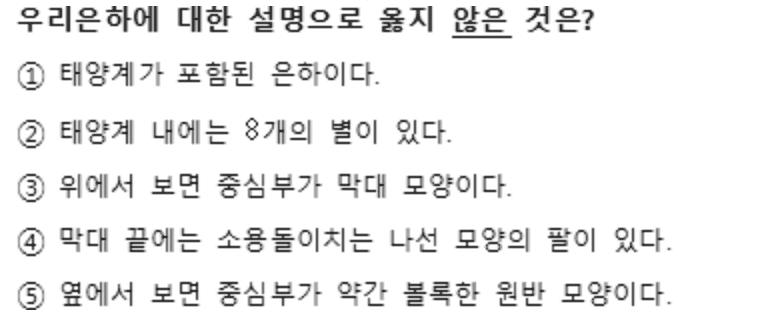 우리은하에 대한 설명으로 옳지 않은 것은?
① 태양계가 포함된 은하이다.
② 태양계 내에는 8개의 별이 있다.
③ 위에서 보면 중심부가 막대 모양이다.
④ 막대 끝에는 소용돌이치는 나선 모양의 팔이 있다.
⑤ 옆에서 보면 중심부가 약간 볼록한 원반 모양이다.